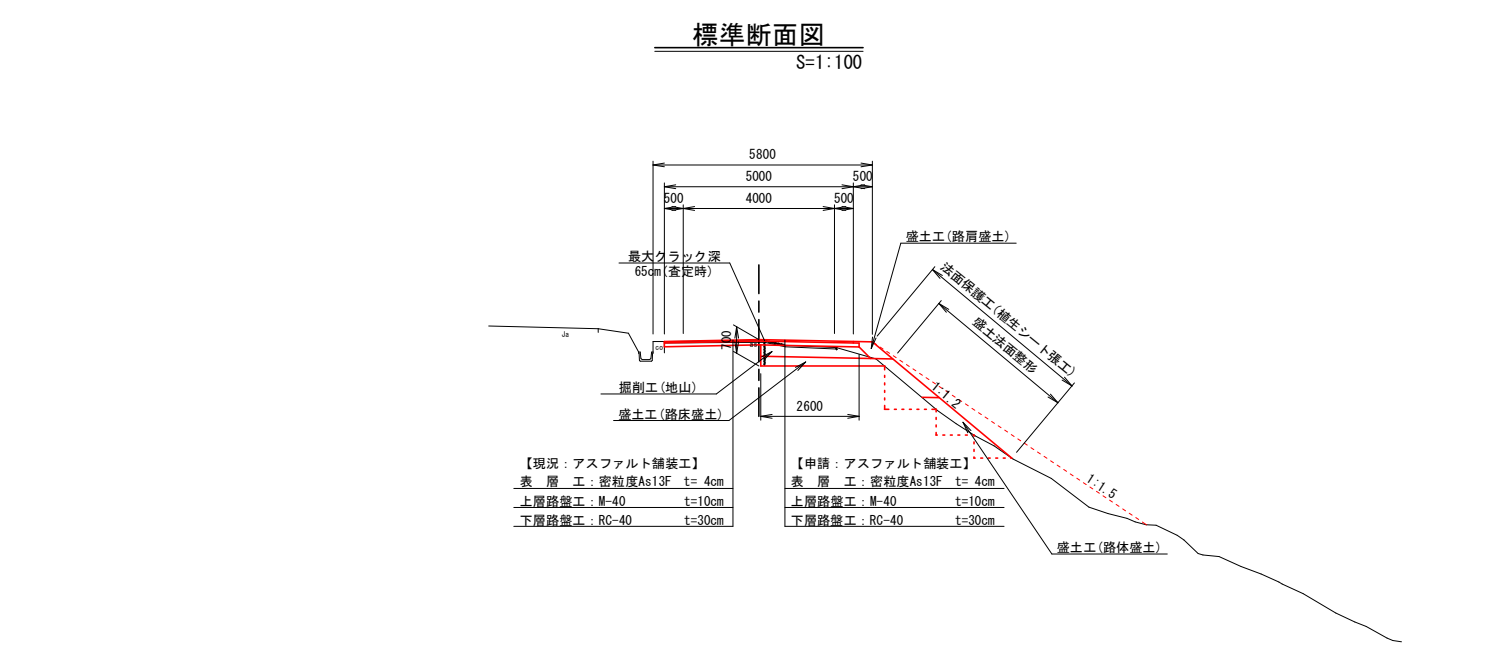 標準断面図
S=1:100
5800
5000
500
500
4000
500
盛土工(路肩盛土)
最大クラック深
65cm(査定時)
法面保護工(植生シート張工)
盛土法面整形
Ja
700
CO
掘削工(地山)
盛土工(路床盛土)
2600
1:1.2
【現況：アスファルト舗装工】
表　層　工：密粒度As13F　t= 4cm
上層路盤工：M-40　t=10cm
下層路盤工：RC-40　t=30cm
【申請：アスファルト舗装工】
表　層　工：密粒度As13F　t= 4cm
上層路盤工：M-40　t=10cm
下層路盤工：RC-40　t=30cm
1:1.5
盛土工(路体盛土)